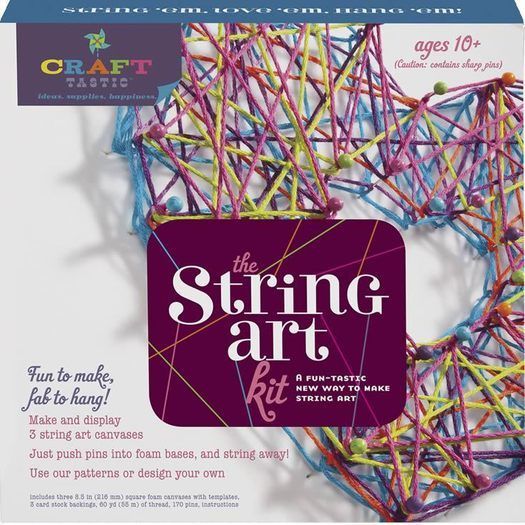 String 'em, love 'em, hang 'em!
CRAFT
TASTIC
ideas. supplies. happiness.
ages 10+
(Caution: contains sharp pins)
the
String
art
kit
A FUN-TASTIC
NEW WAY TO MAKE
STRING ART
Fun to make,
fab to hang!
Make and display
3 string art canvases
Just push pins into foam bases, and string away!
Use our patterns or design your own
includes three 8.5 in (216 mm) square foam canvases with templates,
3 card stock backings, 60 yd (55 m) of thread, 170 pins, instructions